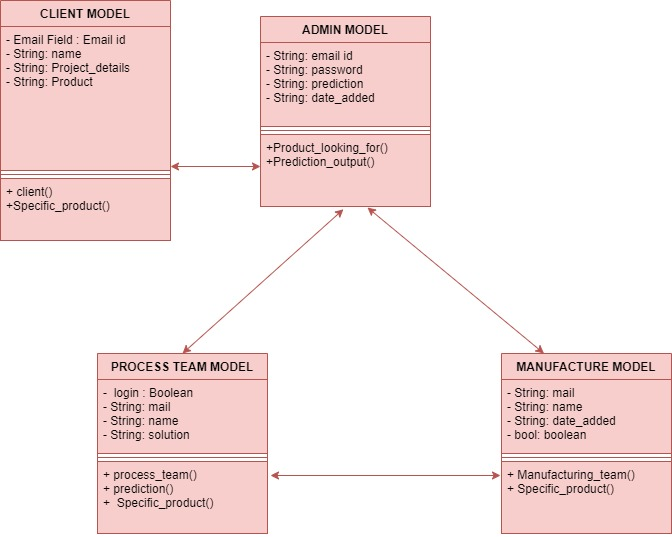 CLIENT MODEL
- Email Field : Email id
- String: name
- String: Project_details
- String: Product
+ client()
+Specific_product()
ADMIN MODEL
- String: email id
- String: password
- String: prediction
- String: date_added
+Product_looking_for()
+Prediction_output()
PROCESS TEAM MODEL
-  login : Boolean
- String: mail
- String: name
- String: solution
+ process_team()
+ prediction()
+  Specific_product()
MANUFACTURE MODEL
- String: mail
- String: name
- String: date_added
- bool: boolean
+ Manufacturing_team()
+ Specific_product()